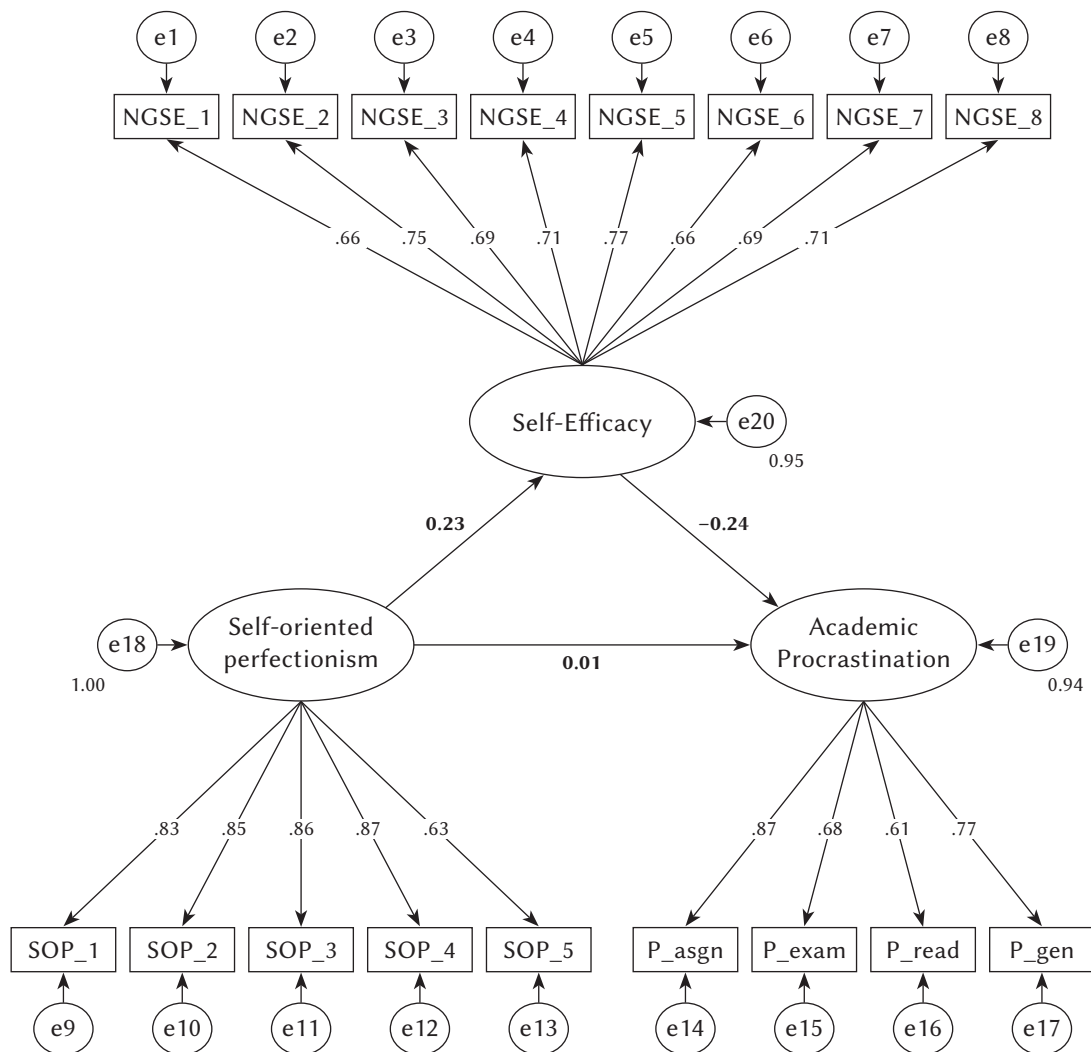 e1 e2 e3 e4 e5 e6 e7 e8
NGSE_1 NGSE_2 NGSE_3 NGSE_4 NGSE_5 NGSE_6 NGSE_7 NGSE_8
.66 .75 .69 .71 .77 .66 .69 .71
Self-Efficacy
e20
0.95
0.23
−0.24
e18
1.00
Self-oriented
perfectionism
0.01
Academic
Procrastination
e19
0.94
.83 .85 .86 .87 .63
.87 .68 .61 .77
SOP_1 SOP_2 SOP_3 SOP_4 SOP_5
P_asgn P_exam P_read P_gen
e9 e10 e11 e12 e13
e14 e15 e16 e17